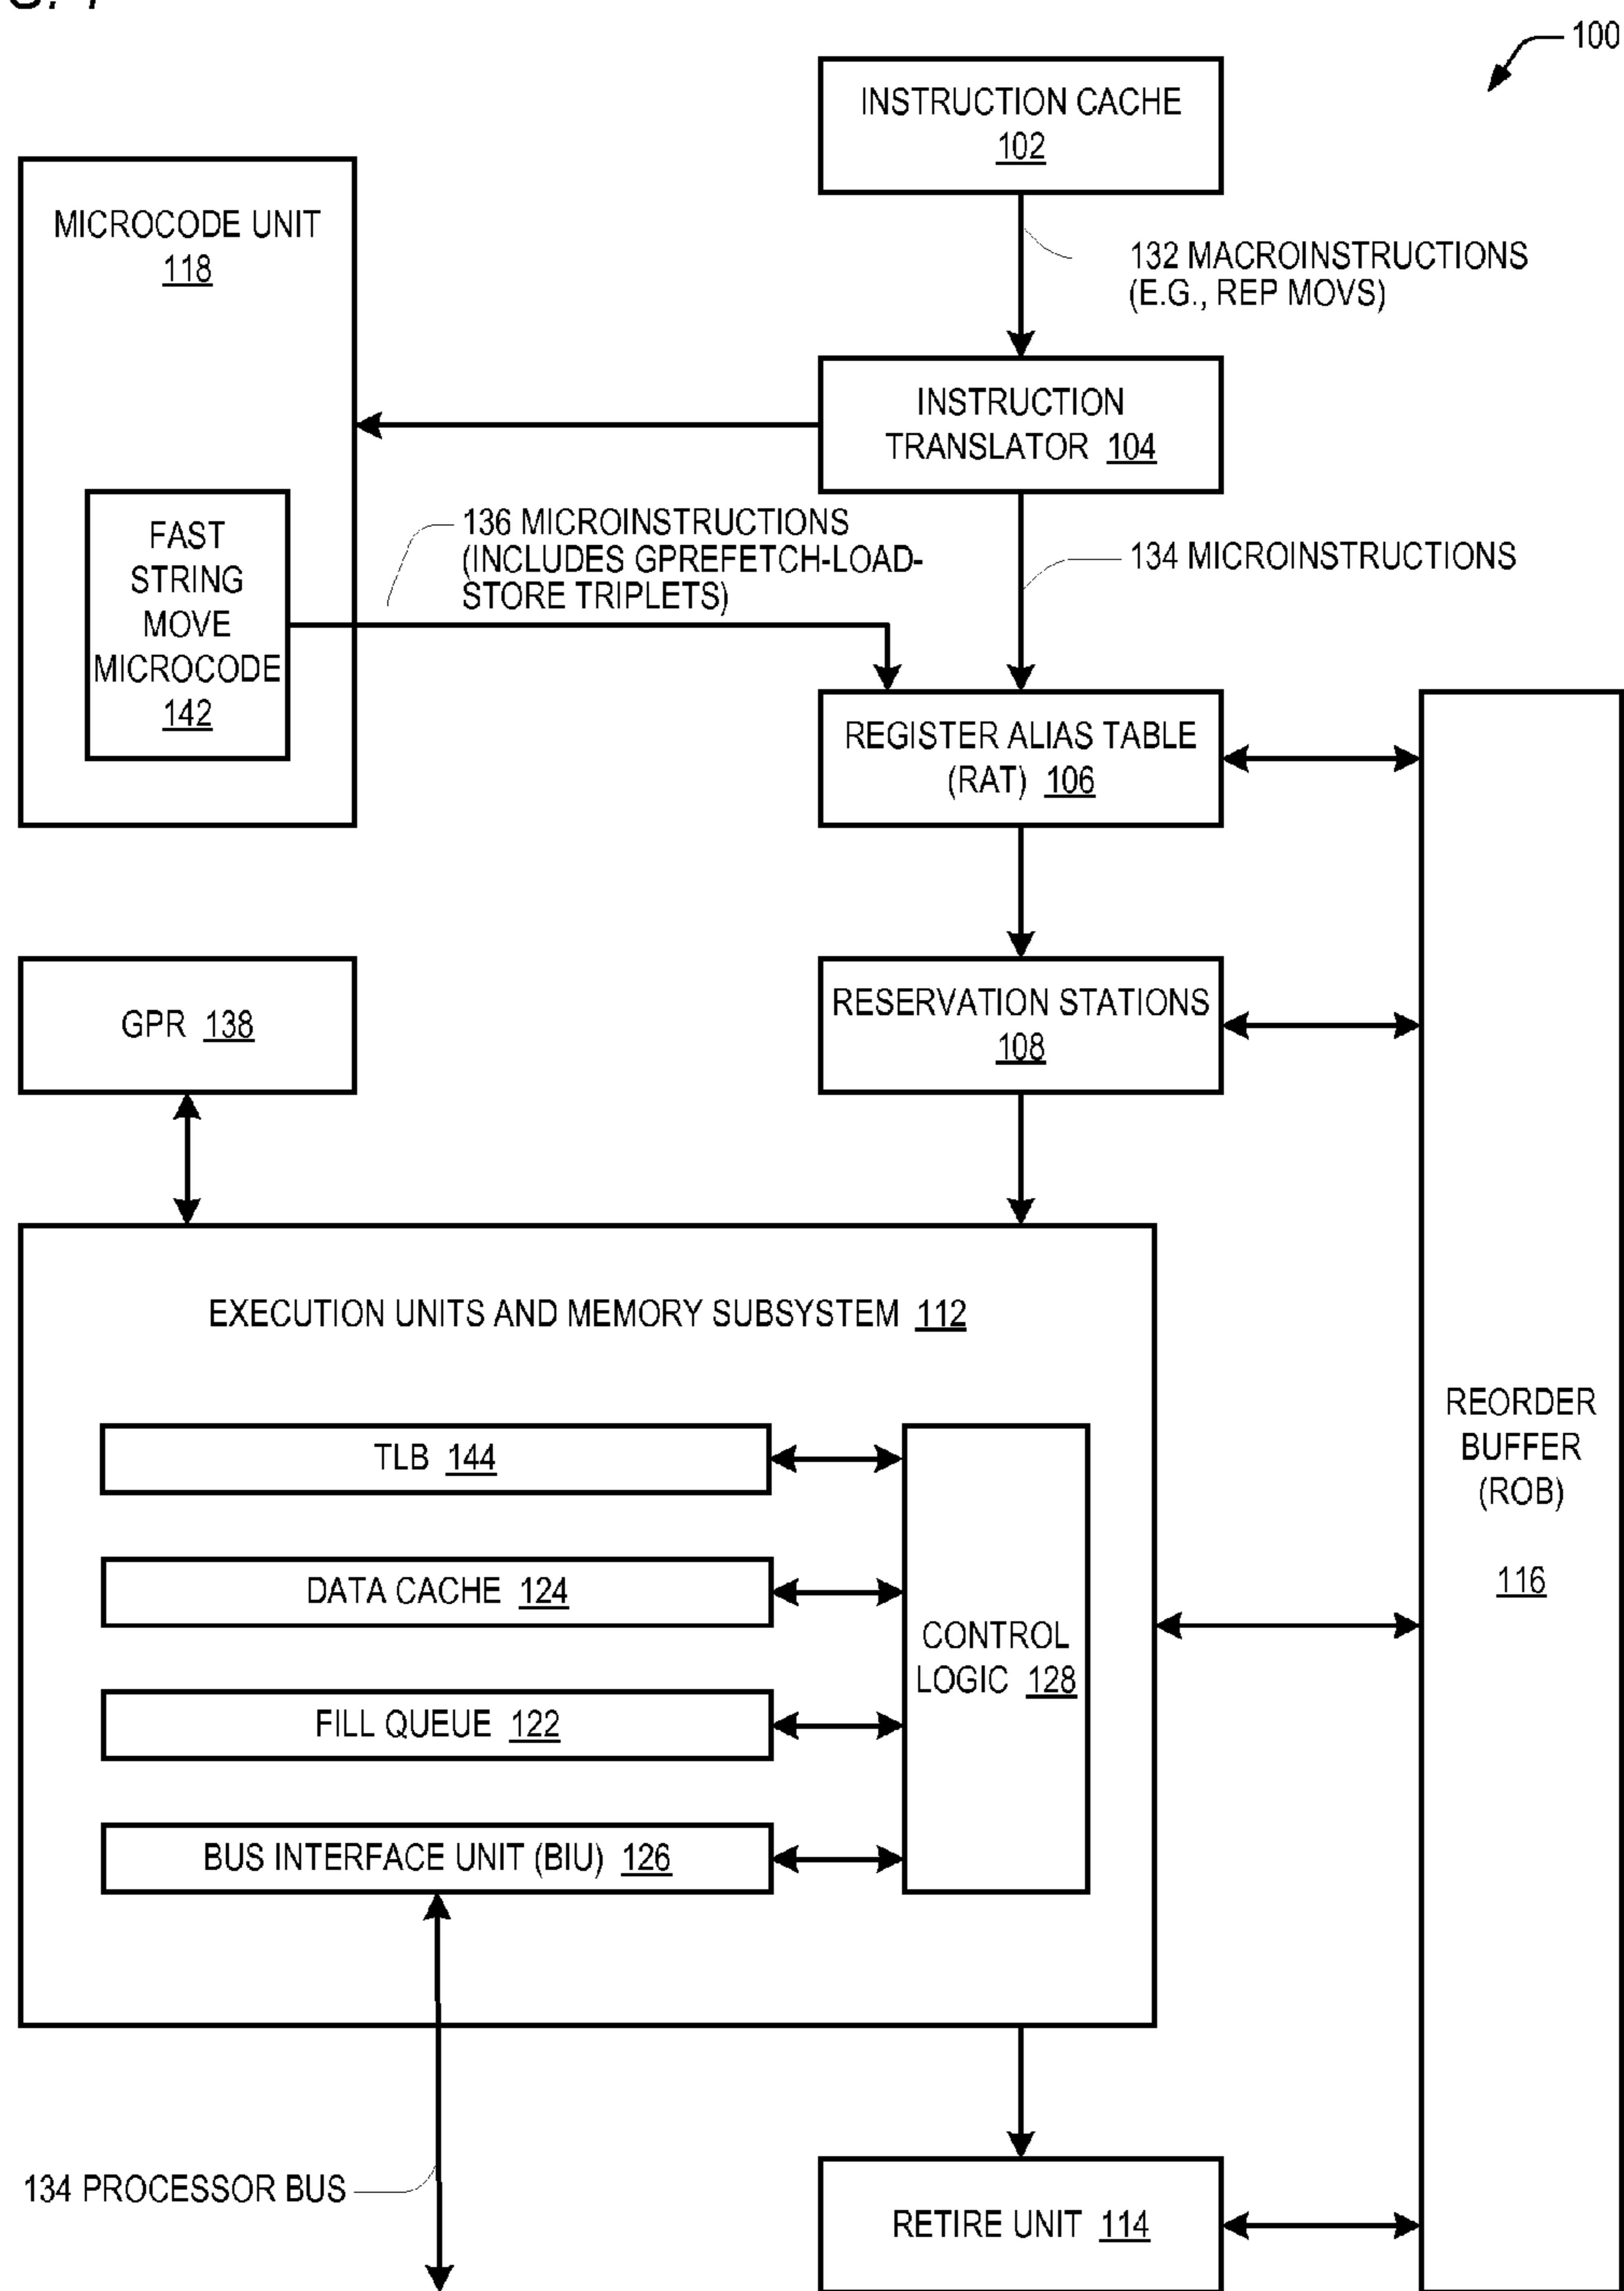 100
INSTRUCTION CACHE
102
132 MACROINSTRUCTIONS
(E.G., REP MOVS)
MICROCODE UNIT
118
INSTRUCTION
TRANSLATOR 104
FAST
STRING
MOVE
MICROCODE
142
136 MICROINSTRUCTIONS
(INCLUDES GPREFETCH-LOAD-
STORE TRIPLETS)
134 MICROINSTRUCTIONS
REGISTER ALIAS TABLE
(RAT) 106
GPR 138
RESERVATION STATIONS
108
EXECUTION UNITS AND MEMORY SUBSYSTEM 112
TLB 144
DATA CACHE 124
FILL QUEUE 122
BUS INTERFACE UNIT (BIU) 126
CONTROL
LOGIC 128
REORDER
BUFFER
(ROB)
116
134 PROCESSOR BUS
RETIRE UNIT 114